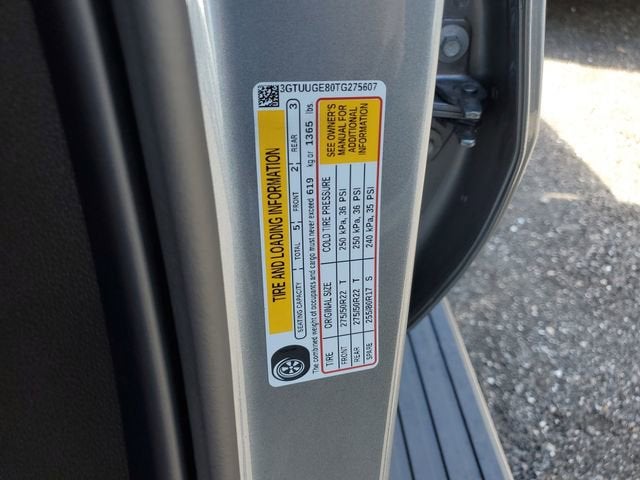 3GTUUGE80TG275607
TIRE AND LOADING INFORMATION
SEATING CAPACITY TOTAL 5 FRONT 2 REAR 3
The combined weight of occupants and cargo must never exceed 619 kg or 1365 lbs
TIRE ORIGINAL SIZE COLD TIRE PRESSURE
FRONT 275/50R22 T 250 kPa, 36 PSI
REAR 275/50R22 T 250 kPa, 36 PSI
SPARE 255/80R17 S 240 kPa, 35 PSI
SEE OWNER'S
MANUAL FOR
ADDITIONAL
INFORMATION